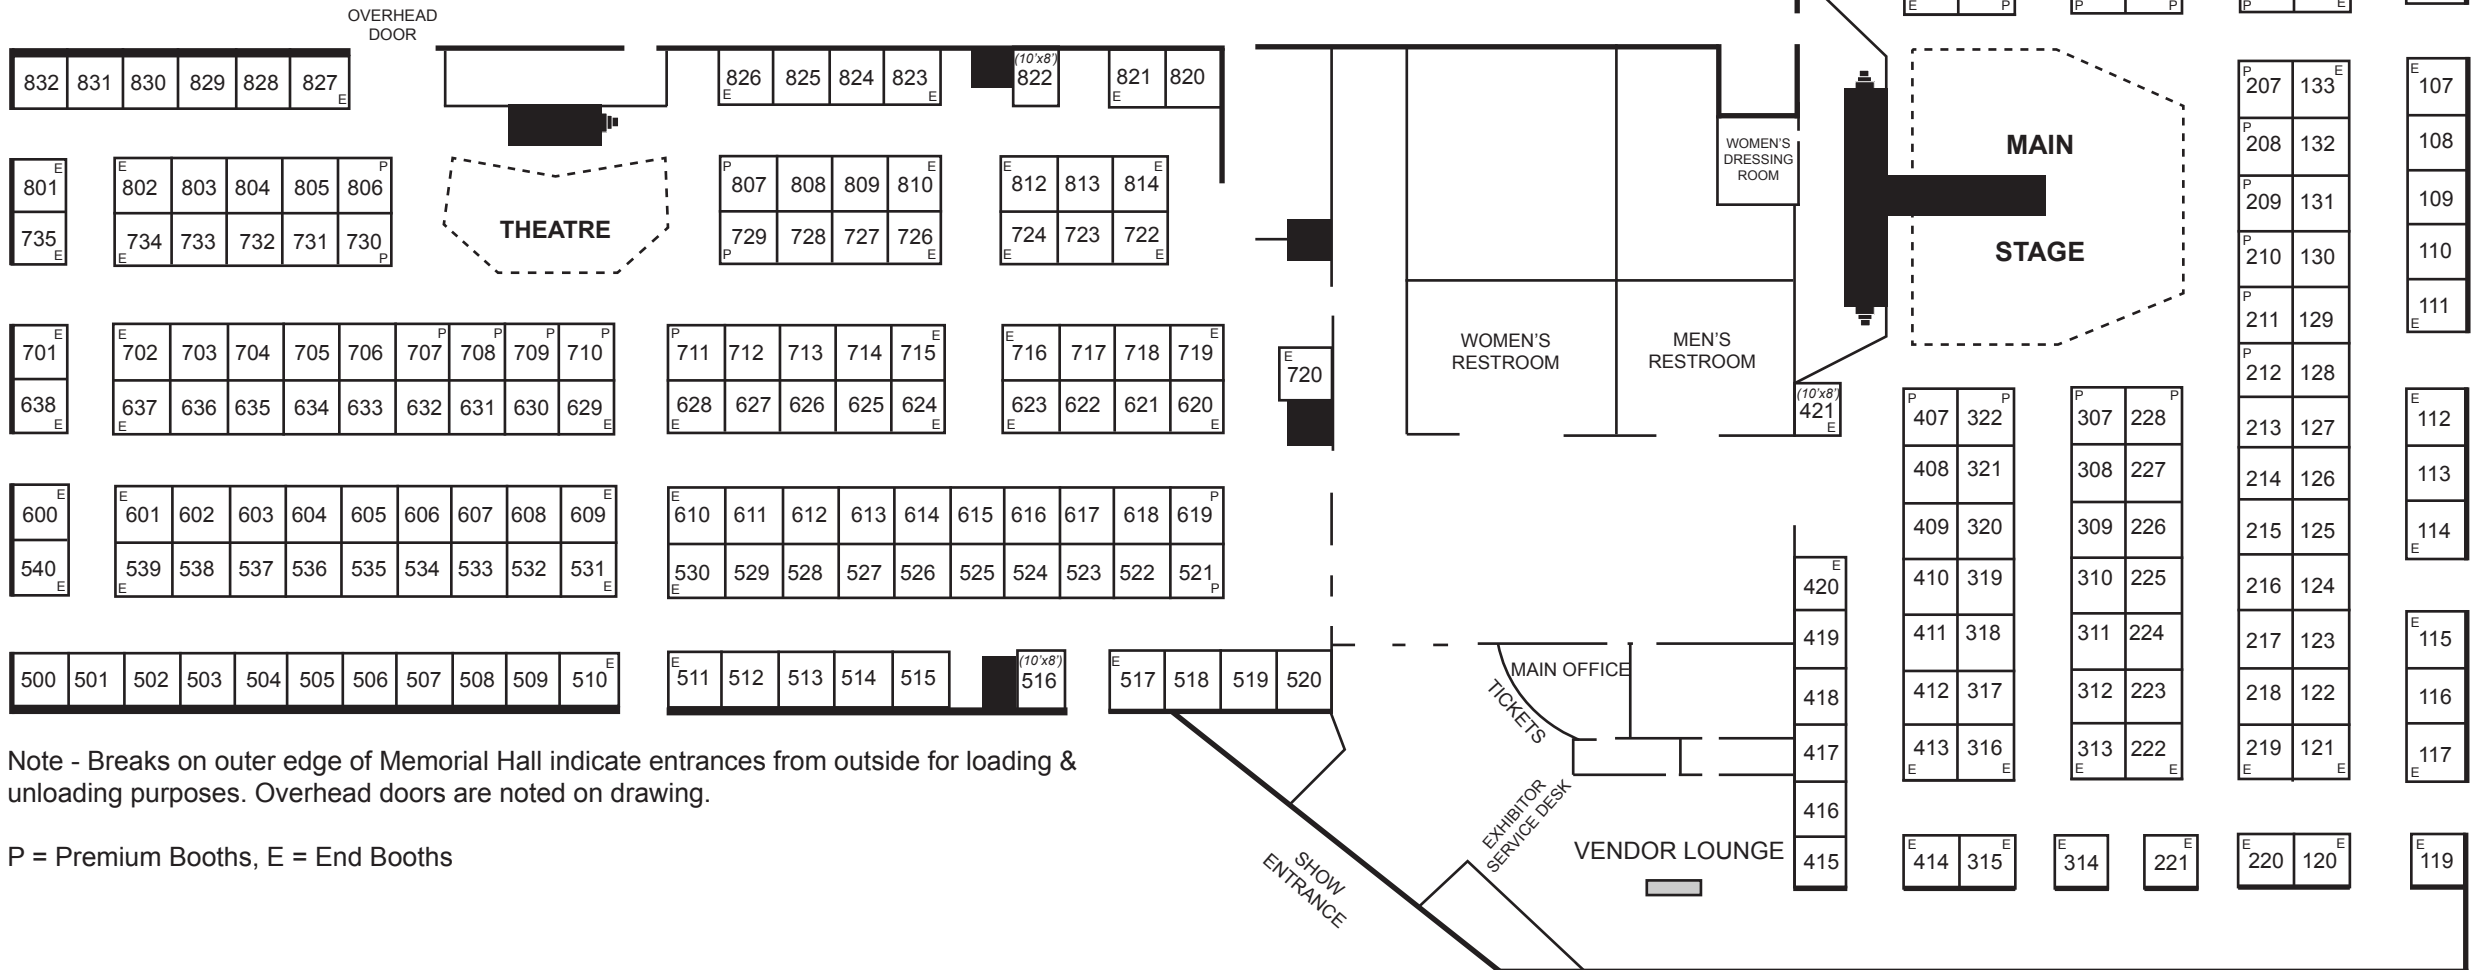 OVERHEAD
DOOR
E P P P P E
832 831 830 829 828 827 E
826 E 825 824 823 E
(10'x8')
822
821 E 820
801 E
802 E 803 804 805 806 P
735 E
734 E 733 732 731 730 P
THEATRE
P 807 808 809 810 E
729 P 728 727 726 E
E 812 813 814 E
724 E 723 722 E
701 E
E 702 703 704 705 706 707 P 708 P 709 P 710 P
P 711 712 713 714 715 E
E 716 717 718 719 E
E 720
638 E
637 E 636 635 634 633 632 631 630 629 E
628 E 627 626 625 624 E
623 E 622 621 620 E
600 E
E 601 602 603 604 605 606 607 608 609 E
E 610 611 612 613 614 615 616 617 618 619 P
540 E
539 E 538 537 536 535 534 533 532 531 E
530 E 529 528 527 526 525 524 523 522 521 P
500 501 502 503 504 505 506 507 508 509 510 E
E 511 512 513 514 515
(10'x8')
516
E 517 518 519 520
Note - Breaks on outer edge of Memorial Hall indicate entrances from outside for loading &
unloading purposes. Overhead doors are noted on drawing.
P = Premium Booths, E = End Booths
WOMEN'S
DRESSING
ROOM
WOMEN'S
RESTROOM
MEN'S
RESTROOM
MAIN
STAGE
(10'x8')
421
E
E
420
419
418
417
416
415
MAIN OFFICE
TICKETS
EXHIBITOR
SERVICE DESK
VENDOR LOUNGE
SHOW
ENTRANCE
P 407 322 P
408 321
409 320
410 319
411 318
412 317
413 E 316 E
E 414 315 E
P 307 228 P
308 227
309 226
310 225
311 224
312 223
313 E 222 E
E 314
221 E
P 207 133 E
P 208 132
P 209 131
P 210 130
P 211 129
P 212 128
213 127
214 126
215 125
216 124
217 123
218 122
219 E 121 E
E 220 120 E
E 107
108
109
110
111 E
E 112
113
114 E
E 115
116
117 E
E 119